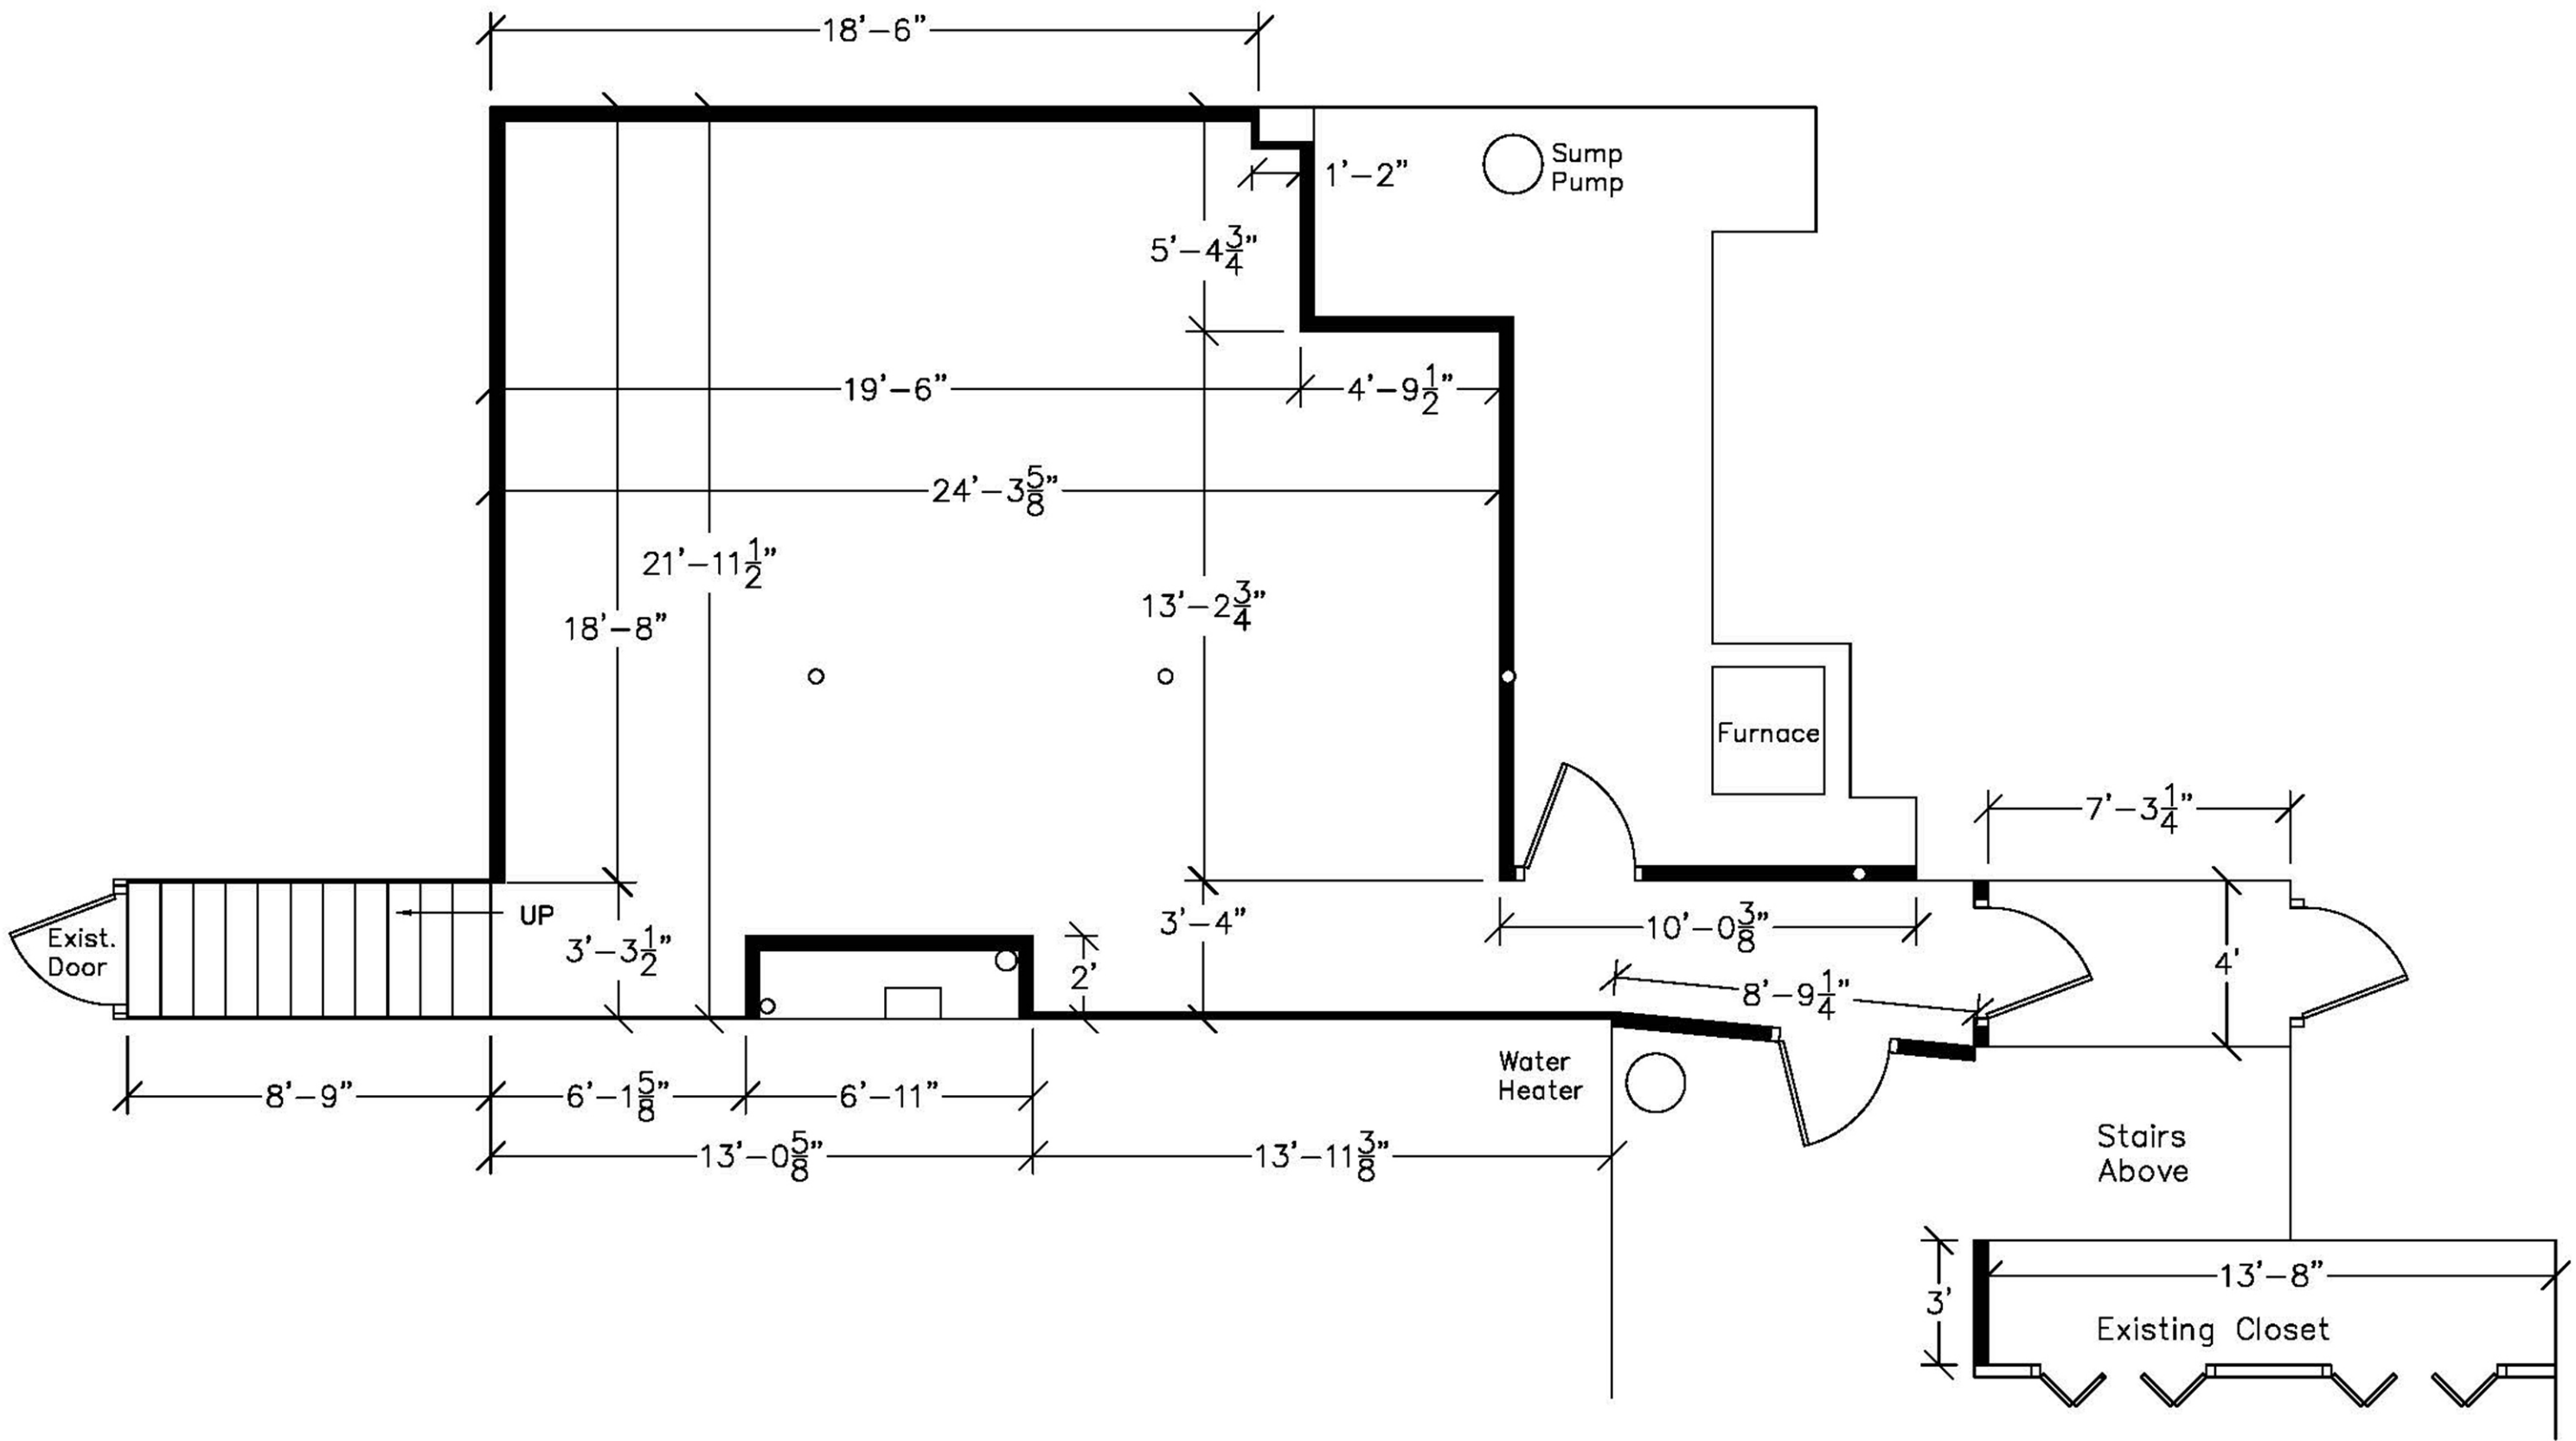 18'-6"
Sump
Pump
1'-2"
5'-4 3/4"
19'-6"
4'-9 1/2"
24'-3 5/8"
21'-11 1/2"
13'-2 3/4"
18'-8"
Furnace
7'-3 1/4"
UP
Exist.
Door
3'-3 1/2"
3'-4"
10'-0 3/8"
2'
8'-9 1/4"
4'
Water
Heater
8'-9"
6'-1 5/8"
6'-11"
13'-0 5/8"
13'-11 3/8"
Stairs
Above
13'-8"
3'
Existing Closet